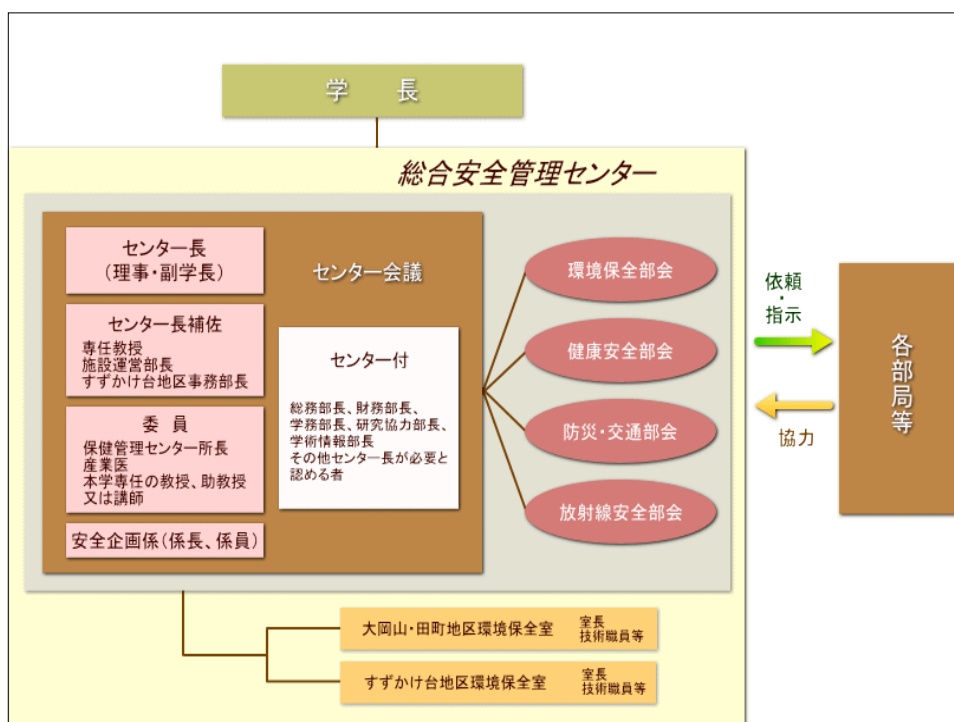 学　　長
総合安全管理センター
センター長
（理事・副学長）
センター長補佐
専任教授
施設運営部長
すずかけ台地区事務部長
委　員
保健管理センター所長
産業医
本学専任の教授、助教授
又は講師
安全企画係（係長、係員）
センター会議
センター付
総務部長、財務部長、
学務部長、研究協力部長、
学術情報部長
その他センター長が必要と
認める者
環境保全部会
健康安全部会
防災・交通部会
放射線安全部会
依頼
・
指示
協力
各部局等
大岡山・田町地区環境保全室
室長
技術職員等
すずかけ台地区環境保全室
室長
技術職員等